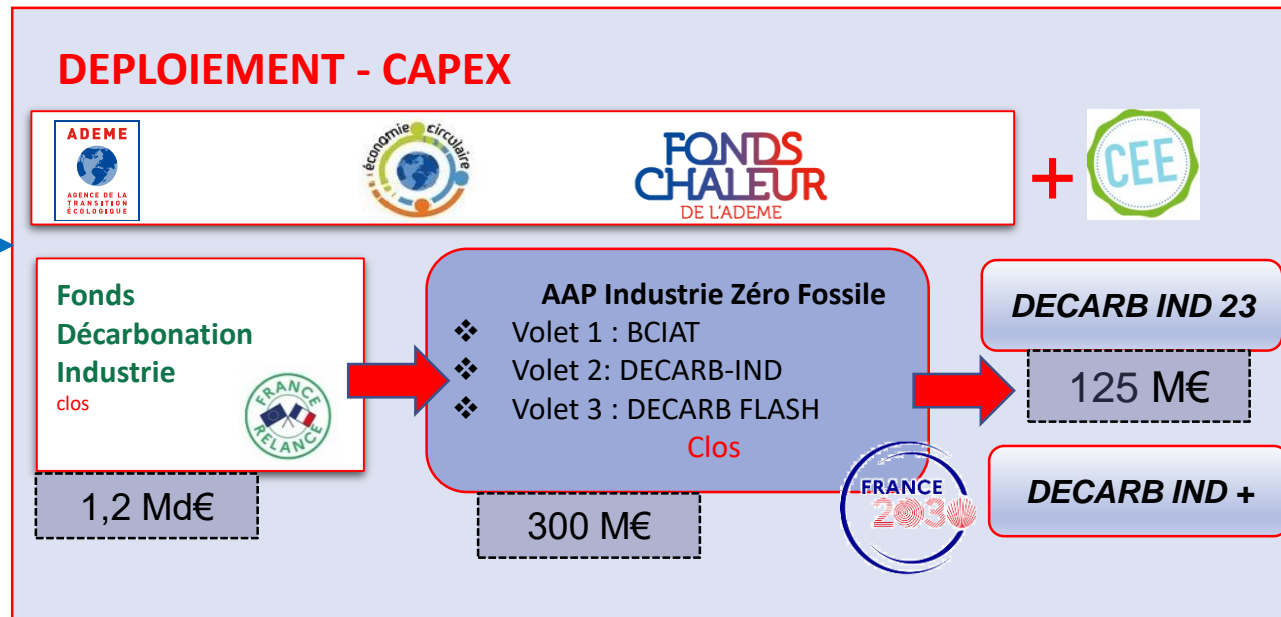 DEPLOIEMENT - CAPEX
ADEME
AGENCE DE LA
TRANSITION
ÉCOLOGIQUE
économie circulaire
FONDS
CHALEUR
DE L'ADEME
+
CEE
Fonds
Décarbonation
Industrie
clos
FRANCE
RELANCE
1,2 Md€
AAP Industrie Zéro Fossile
❖ Volet 1 : BCIAT
❖ Volet 2: DECARB-IND
❖ Volet 3 : DECARB FLASH
Clos
300 M€
FRANCE
2030
DECARB IND 23
125 M€
DECARB IND +